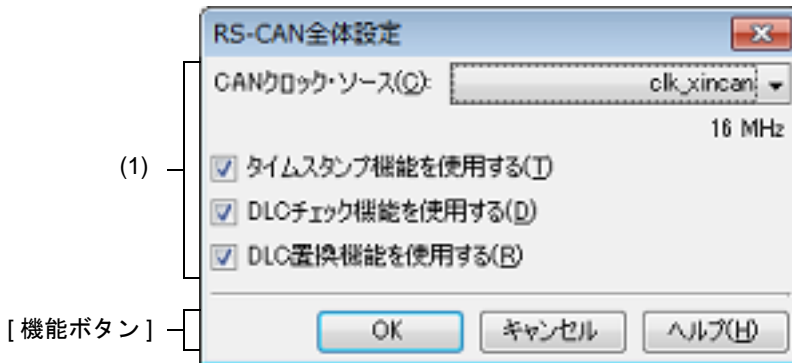 RS-CAN全体設定
CANクロック・ソース(C): clk_xincan
16 MHz
(1)
タイムスタンプ機能を使用する(T)
DLCチェック機能を使用する(D)
DLC置換機能を使用する(R)
[ 機能ボタン ]
OK キャンセル ヘルプ(H)